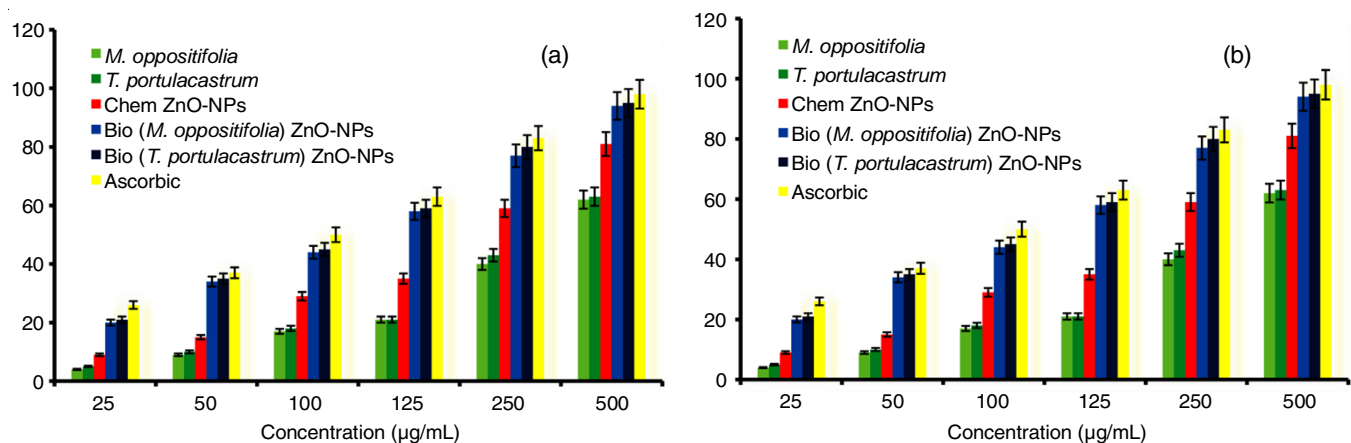 120
100
80
60
40
20
0
(a)
M. oppositifolia
T. portulacastrum
Chem ZnO-NPs
Bio (M. oppositifolia) ZnO-NPs
Bio (T. portulacastrum) ZnO-NPs
Ascorbic
25 50 100 125 250 500
Concentration (µg/mL)
120
100
80
60
40
20
0
(b)
M. oppositifolia
T. portulacastrum
Chem ZnO-NPs
Bio (M. oppositifolia) ZnO-NPs
Bio (T. portulacastrum) ZnO-NPs
Ascorbic
25 50 100 125 250 500
Concentration (µg/mL)